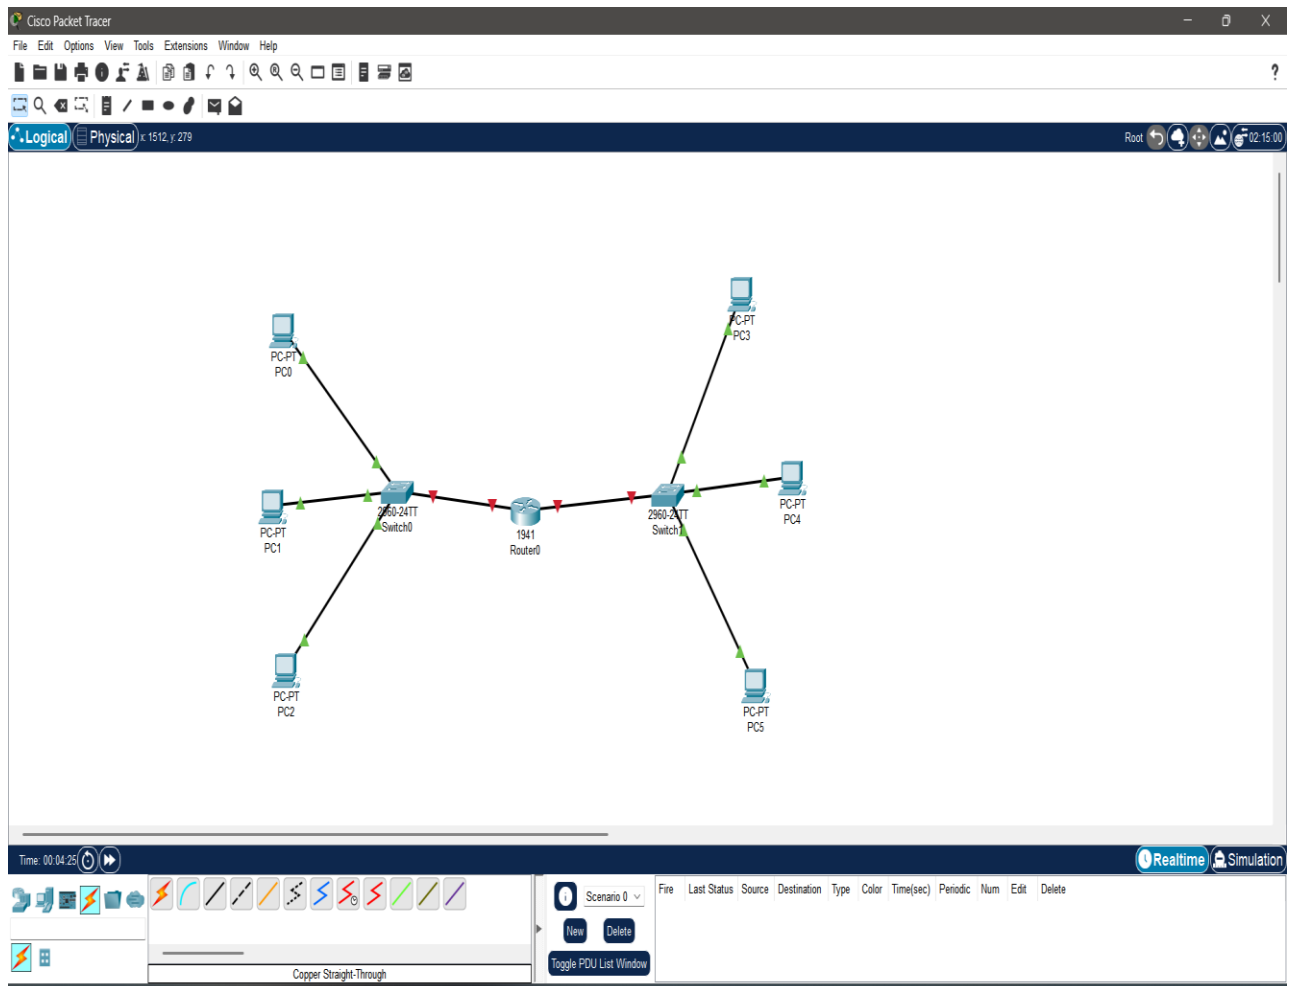 Cisco Packet Tracer
File Edit Options View Tools Extensions Window Help
?
Logical Physical x: 1512, y: 279
Root 02:15:00
PC-PT
PC3
PC-PT
PC0
PC-PT
PC4
2960-24TT
Switch0
2960-24TT
Switch1
PC-PT
PC1
1941
Router0
PC-PT
PC2
PC-PT
PC5
Time: 00:04:25
Realtime Simulation
Scenario 0
Fire Last Status Source Destination Type Color Time(sec) Periodic Num Edit Delete
New Delete
Toggle PDU List Window
Copper Straight-Through